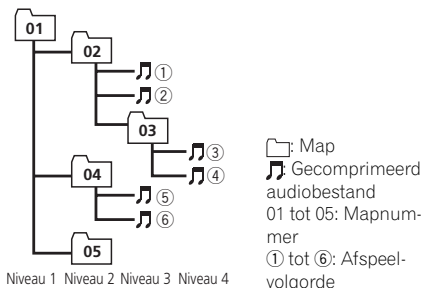 01
02
①
②
03
③
④
04
⑤
⑥
05
Niveau 1 Niveau 2 Niveau 3 Niveau 4
: Map
: Gecomprimeerd
audiobestand
01 tot 05: Mapnum-
mer
① tot ⑥: Afspeel-
volgorde